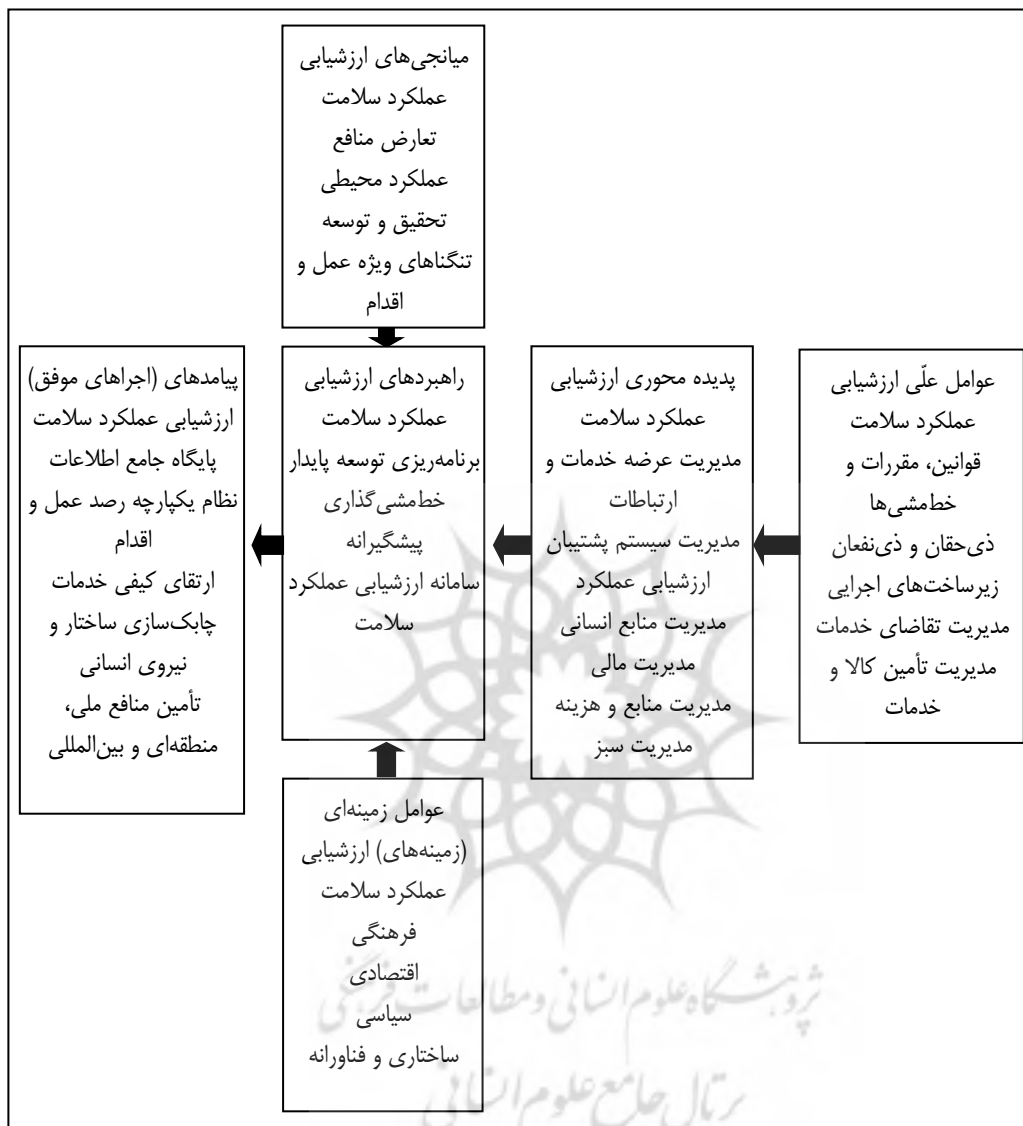 میانجی‌های ارزشیابی
عملکرد سلامت
تعارض منافع
عملکرد محیطی
تحقیق و توسعه
تنگناهای ویژه عمل و
اقدام
عوامل علّی ارزشیابی
عملکرد سلامت
قوانین، مقررات و
خط‌مشی‌ها
ذی‌حقان و ذی‌نفعان
زیرساخت‌های اجرایی
مدیریت تقاضای خدمات
مدیریت تأمین کالا و
خدمات
پدیده محوری ارزشیابی
عملکرد سلامت
مدیریت عرضه خدمات و
ارتباطات
مدیریت سیستم پشتیبان
ارزشیابی عملکرد
مدیریت منابع انسانی
مدیریت مالی
مدیریت منابع و هزینه
مدیریت سبز
راهبردهای ارزشیابی
عملکرد سلامت
برنامه‌ریزی توسعه پایدار
خط‌مشی‌گذاری
پیشگیرانه
سامانه ارزشیابی عملکرد
سلامت
پیامدهای (اجراهای موفق)
ارزشیابی عملکرد سلامت
پایگاه جامع اطلاعات
نظام یکپارچه رصد عمل و
اقدام
ارتقای کیفی خدمات
چابک‌سازی ساختار و
نیروی انسانی
تأمین منافع ملی،
منطقه‌ای و بین‌المللی
عوامل زمینه‌ای
(زمینه‌های) ارزشیابی
عملکرد سلامت
فرهنگی
اقتصادی
سیاسی
ساختاری و فناورانه
پژوهشگاه علوم انسانی و مطالعات فرهنگی
پرتال جامع علوم انسانی